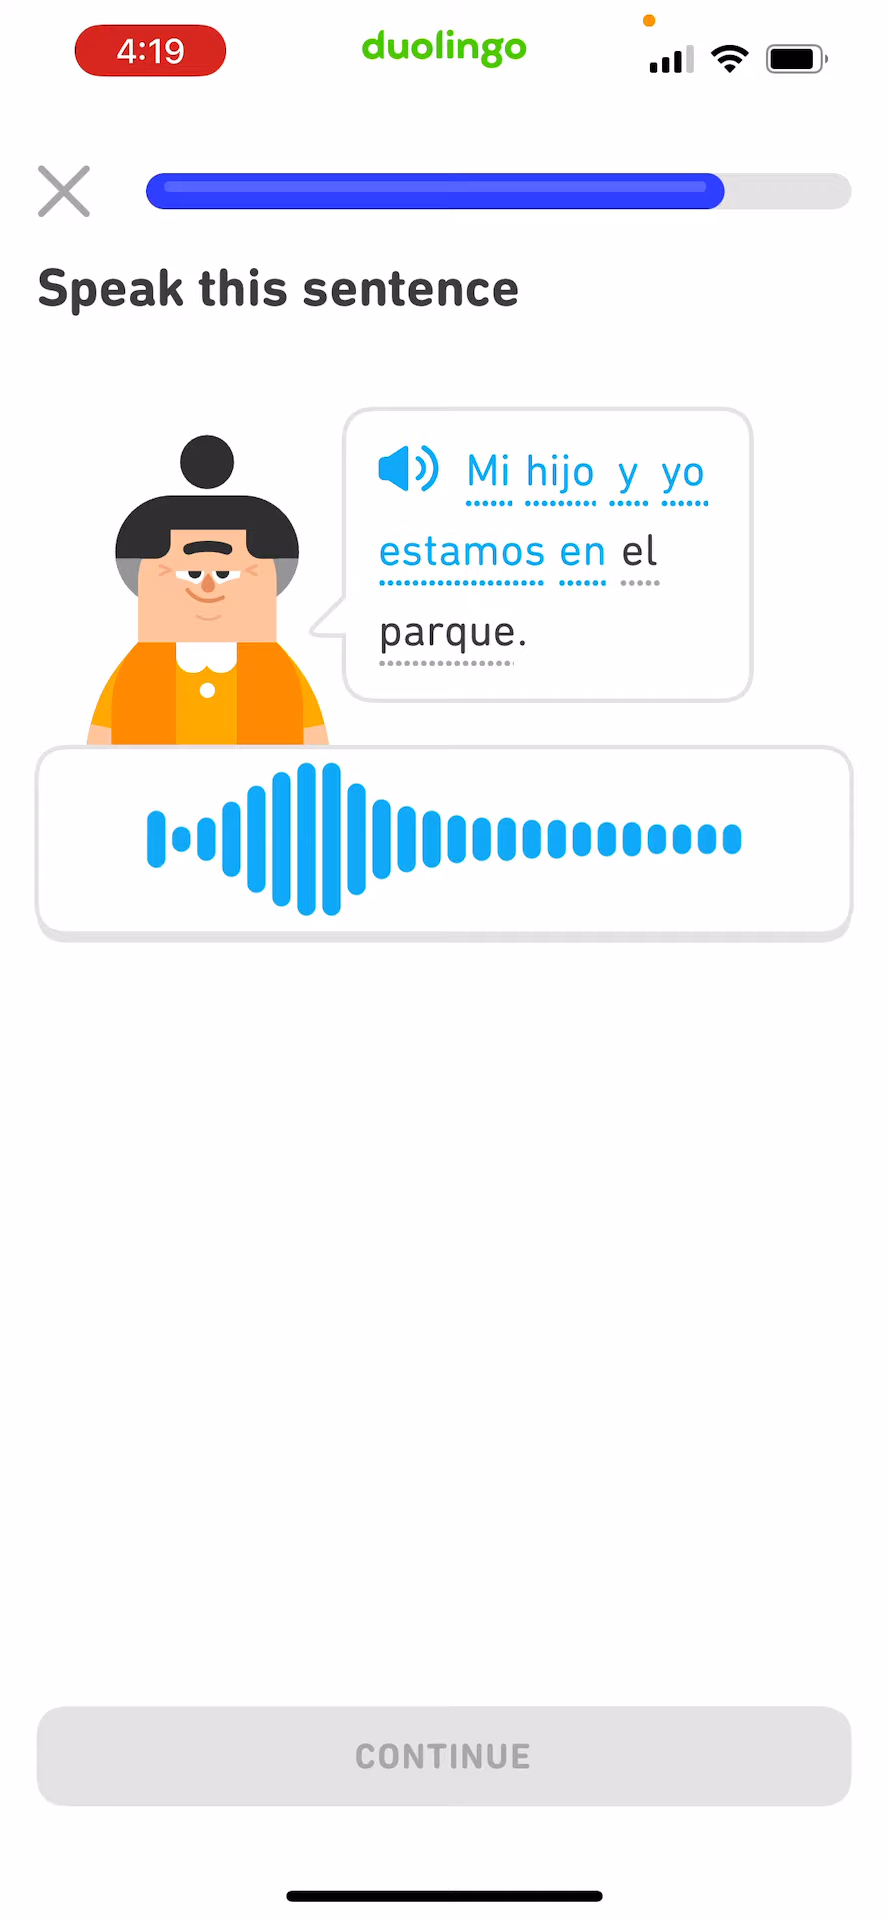 4:19
duolingo
Speak this sentence
Mi hijo y yo
estamos en el
parque.
CONTINUE